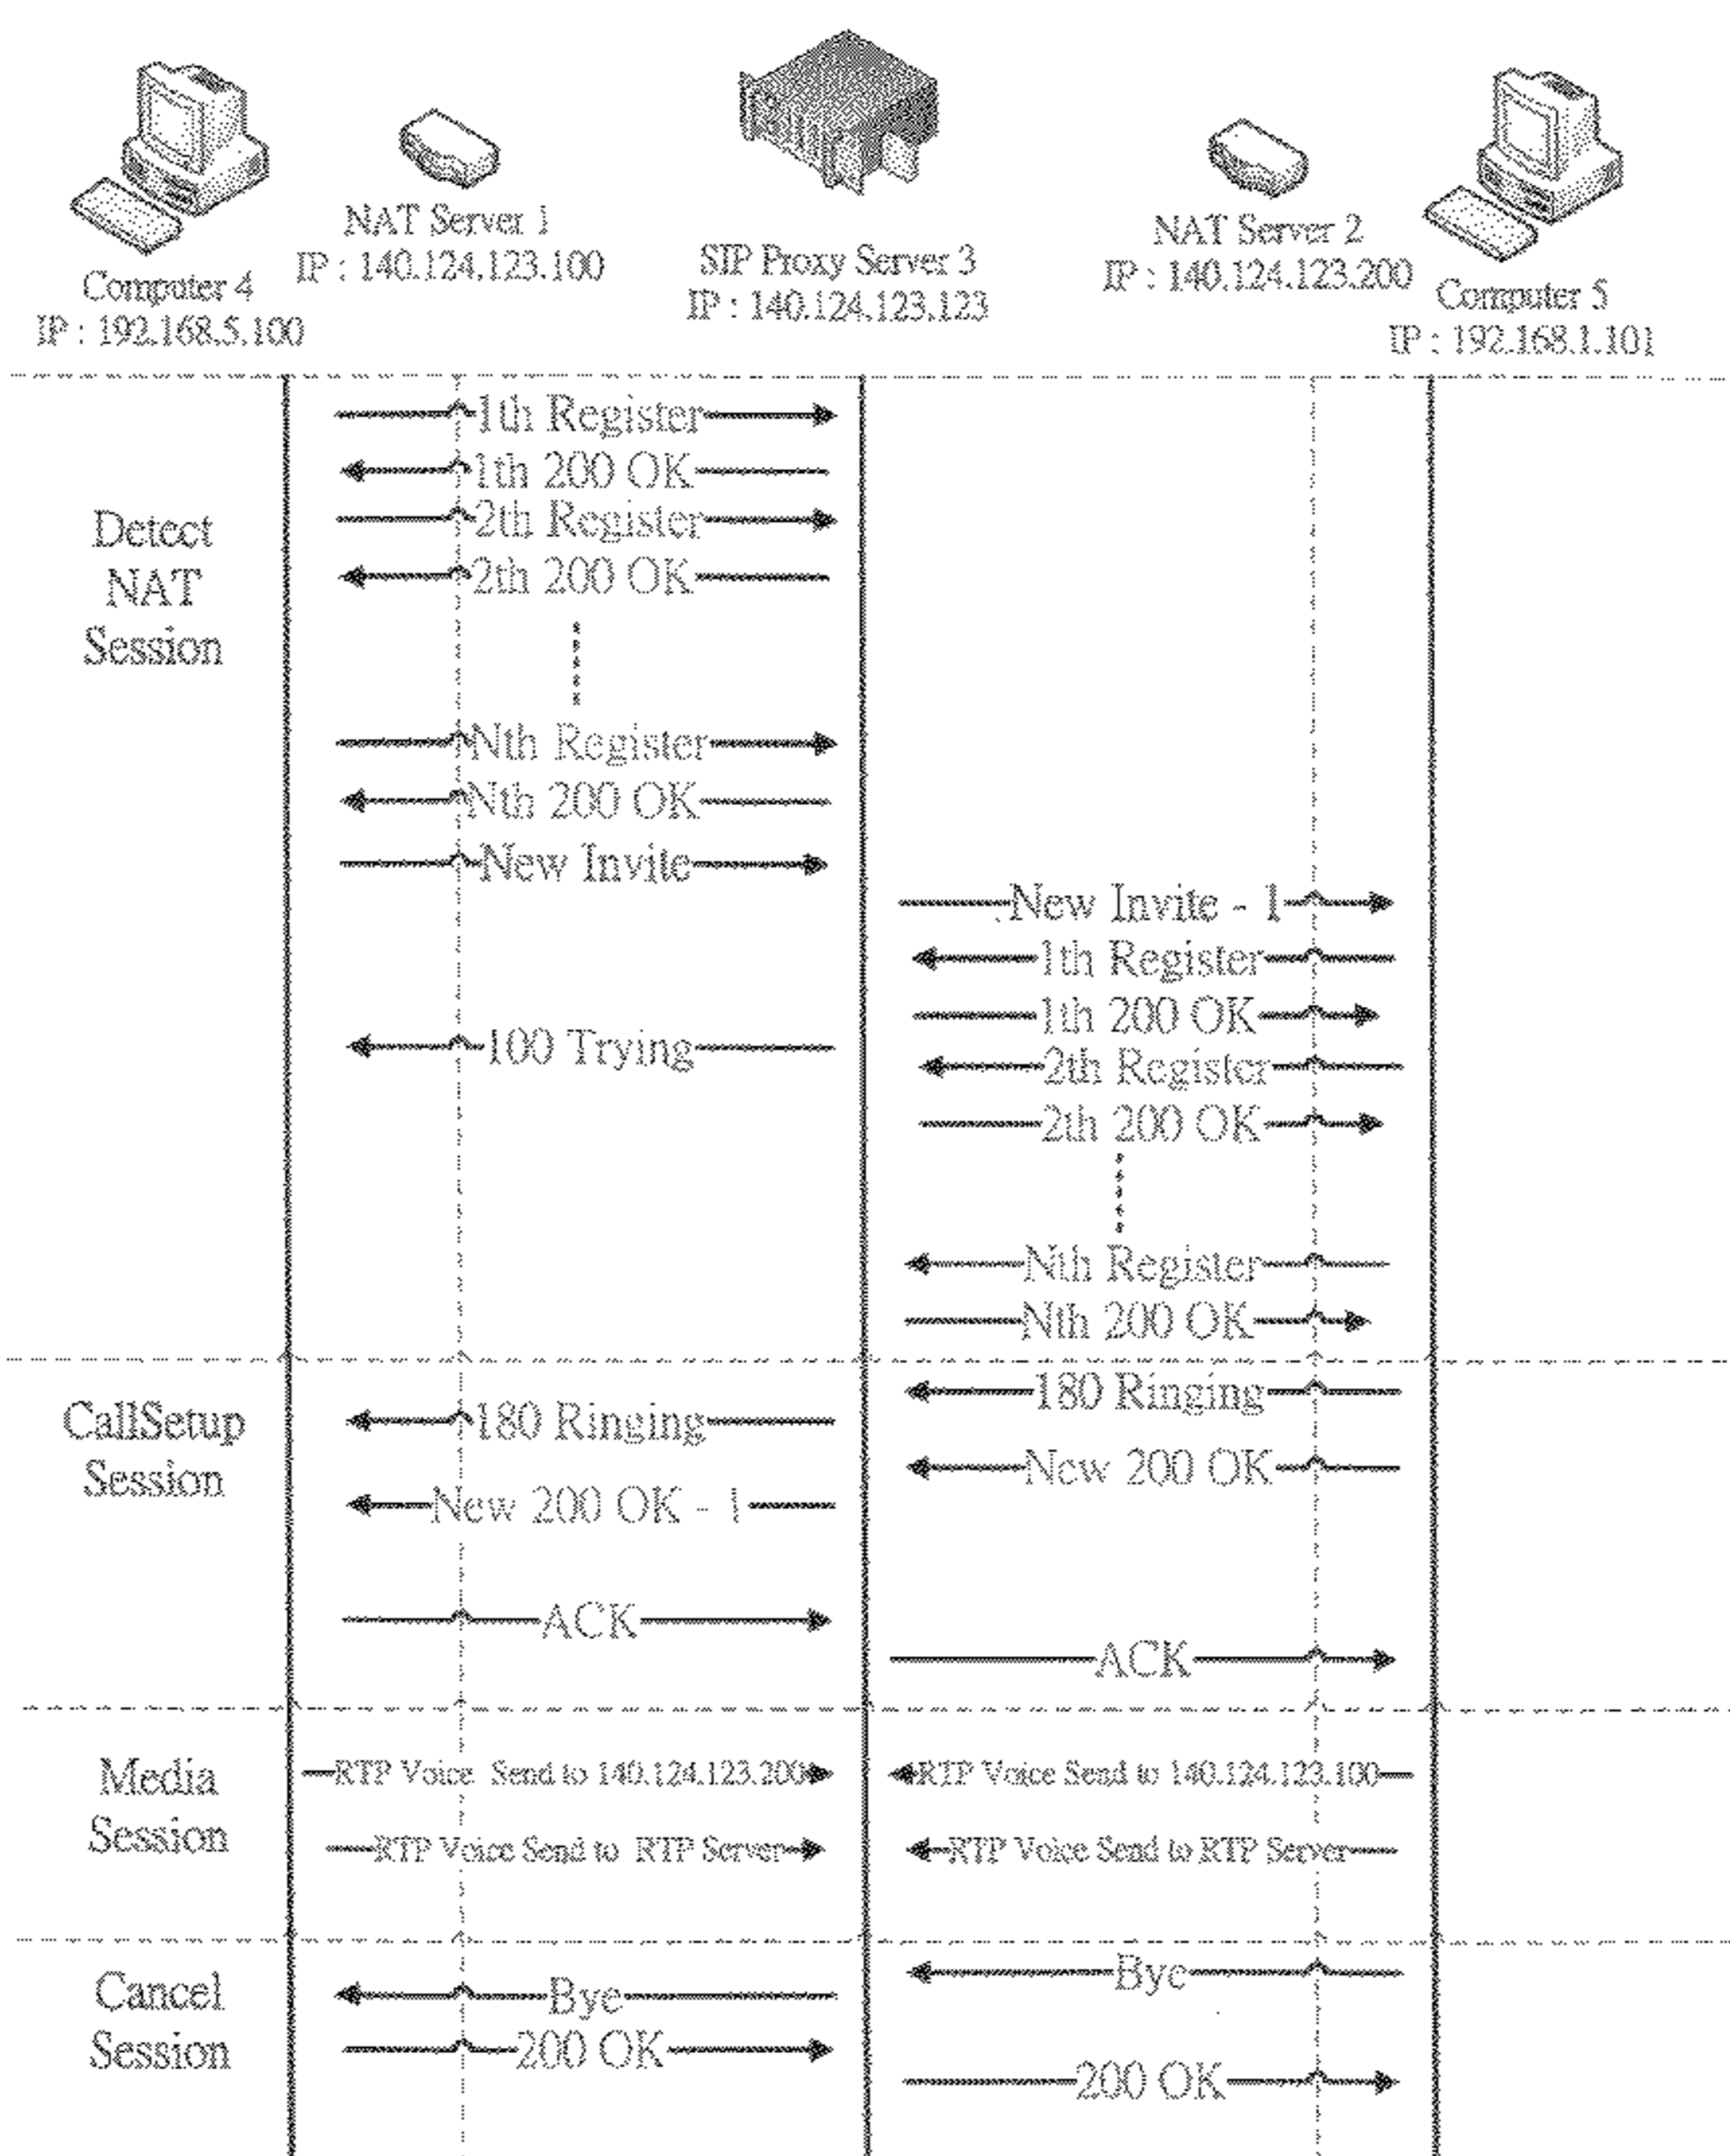 NAT Server 1
IP : 140.124.123.100
SIP Proxy Server 3
IP : 140.124.123.123
NAT Server 2
IP : 140.124.123.200
Computer 4
IP : 192.168.5.100
Computer 5
IP : 192.168.1.101
Detect
NAT
Session
1th Register
1th 200 OK
2th Register
2th 200 OK
Nth Register
Nth 200 OK
New Invite
New Invite - 1
1th Register
1th 200 OK
100 Trying
2th Register
2th 200 OK
Nth Register
Nth 200 OK
CallSetup
Session
180 Ringing
180 Ringing
New 200 OK
New 200 OK - 1
ACK
ACK
Media
Session
RTP Voice Send to 140.124.123.200
RTP Voice Send to 140.124.123.100
RTP Voice Send to RTP Server
RTP Voice Send to RTP Server
Cancel
Session
Bye
Bye
200 OK
200 OK